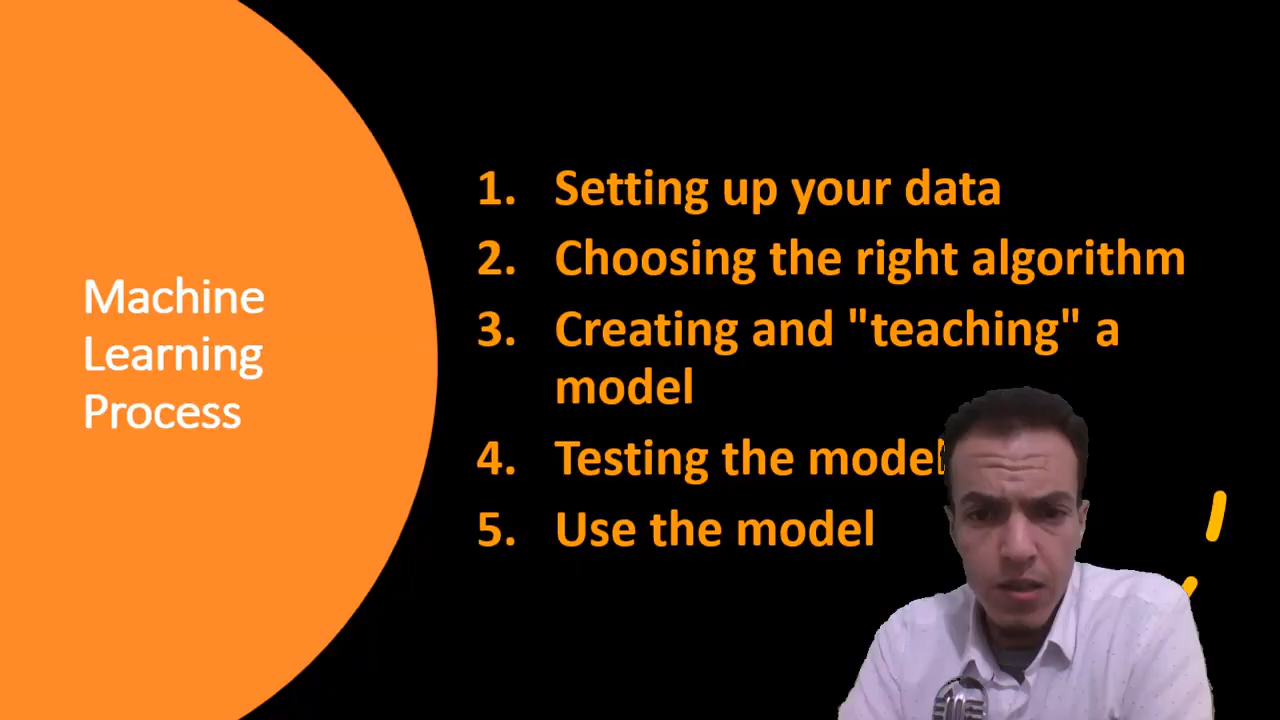 Machine
Learning
Process
1. Setting up your data
2. Choosing the right algorithm
3. Creating and "teaching" a
model
4. Testing the model
5. Use the model